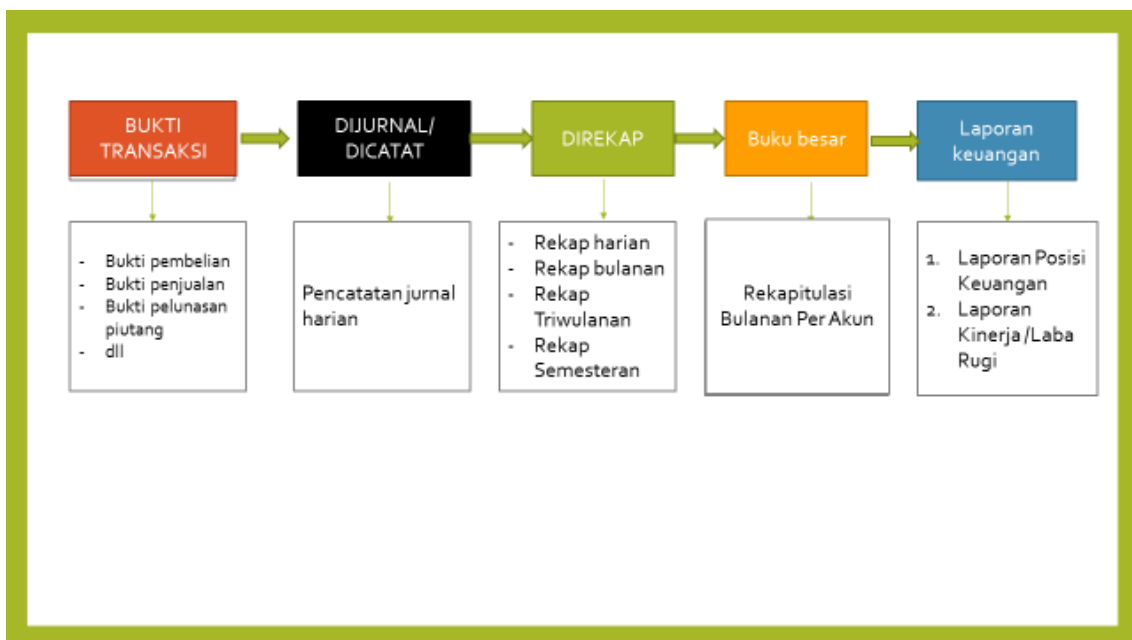 BUKTI
TRANSAKSI
DIJURNAL/
DICATAT
DIREKAP
Buku besar
Laporan
keuangan
- Bukti pembelian
- Bukti penjualan
- Bukti pelunasan
piutang
- dll
Pencatatan jurnal
harian
- Rekap harian
- Rekap bulanan
- Rekap
Triwulanan
- Rekap
Semesteran
Rekapitulasi
Bulanan Per Akun
1. Laporan Posisi
Keuangan
2. Laporan
Kinerja/Laba
Rugi